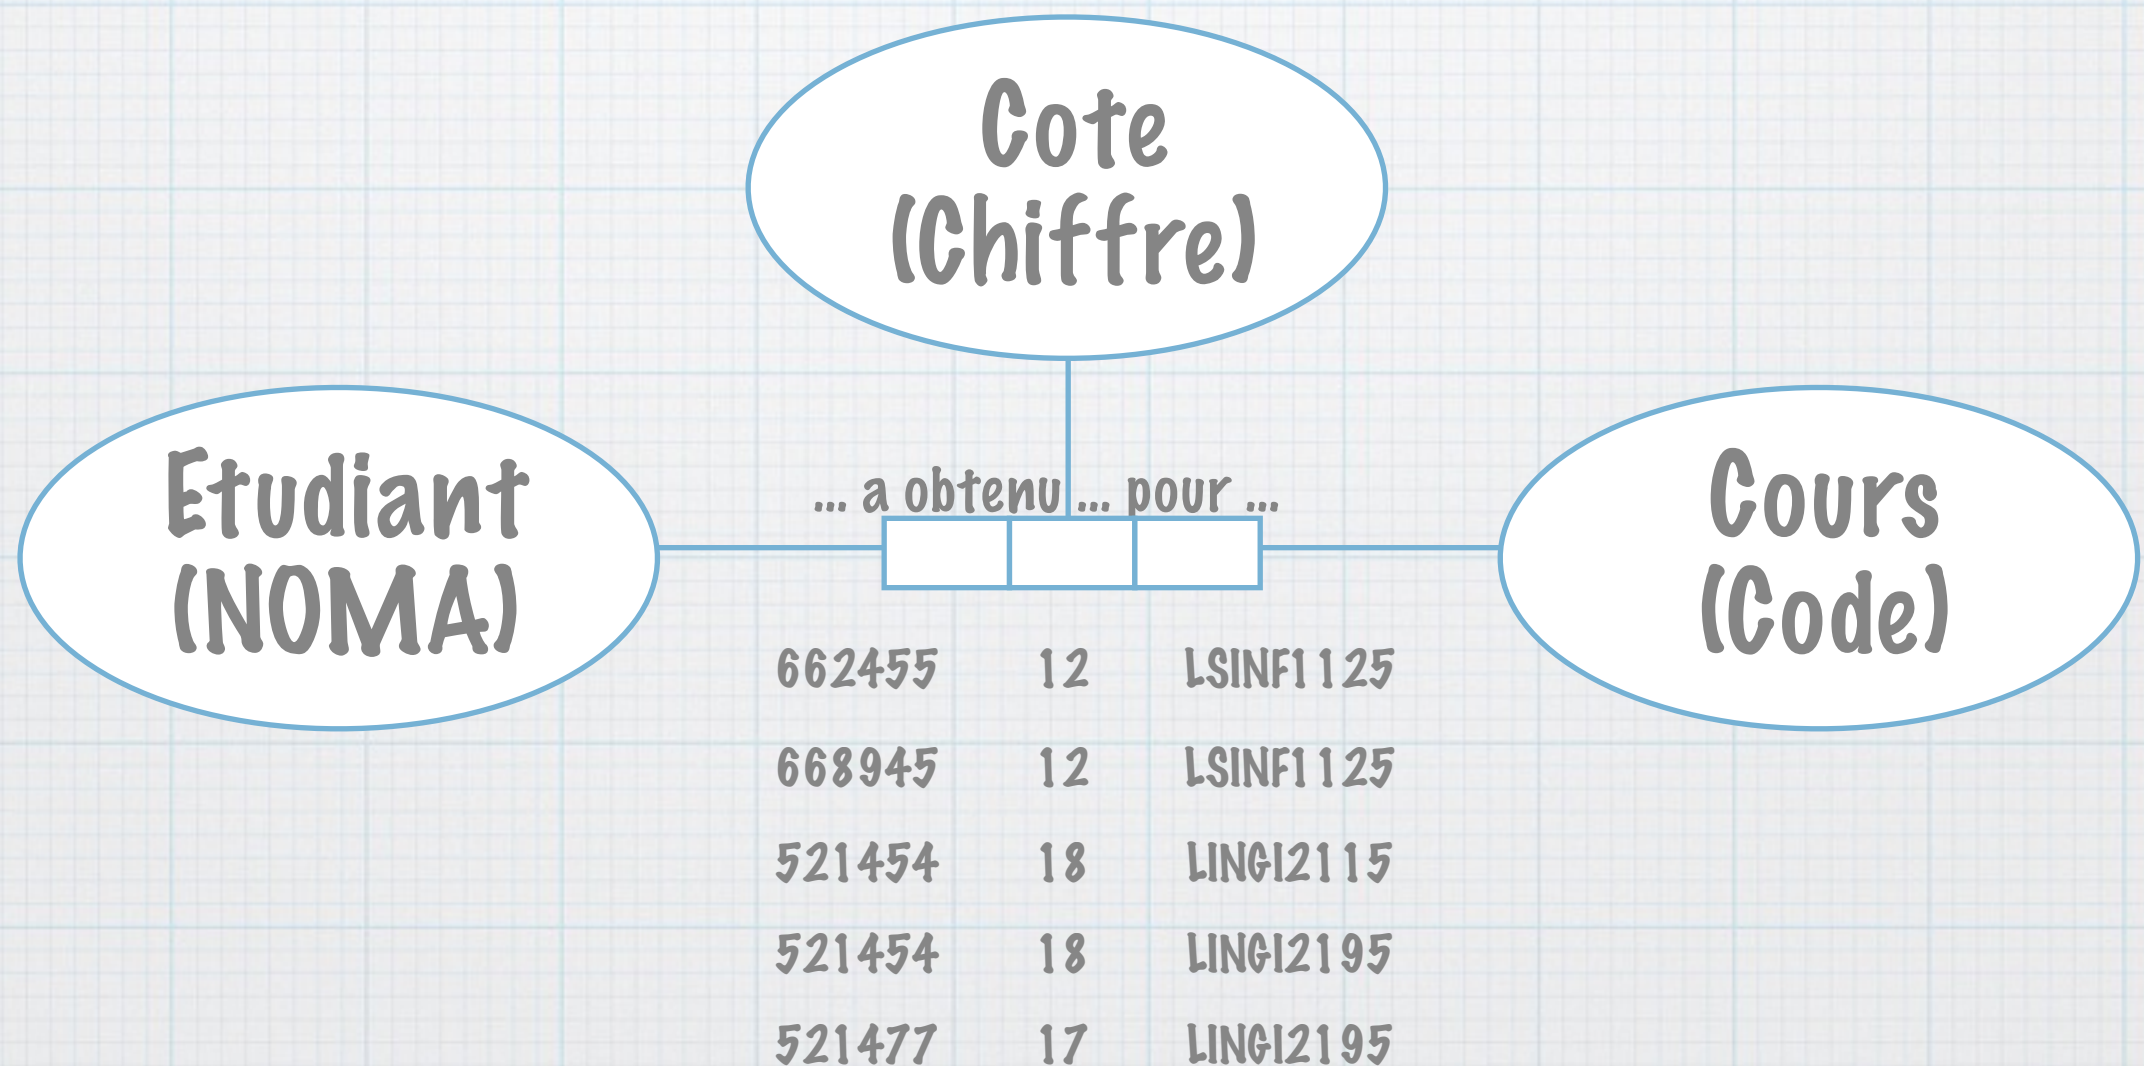 Cote
(Chiffre)
Etudiant
(NOMA)
... a obtenu ... pour ...
Cours
(Code)
662455 12 LSINF1125
668945 12 LSINF1125
521454 18 LINGI2115
521454 18 LINGI2195
521477 17 LINGI2195